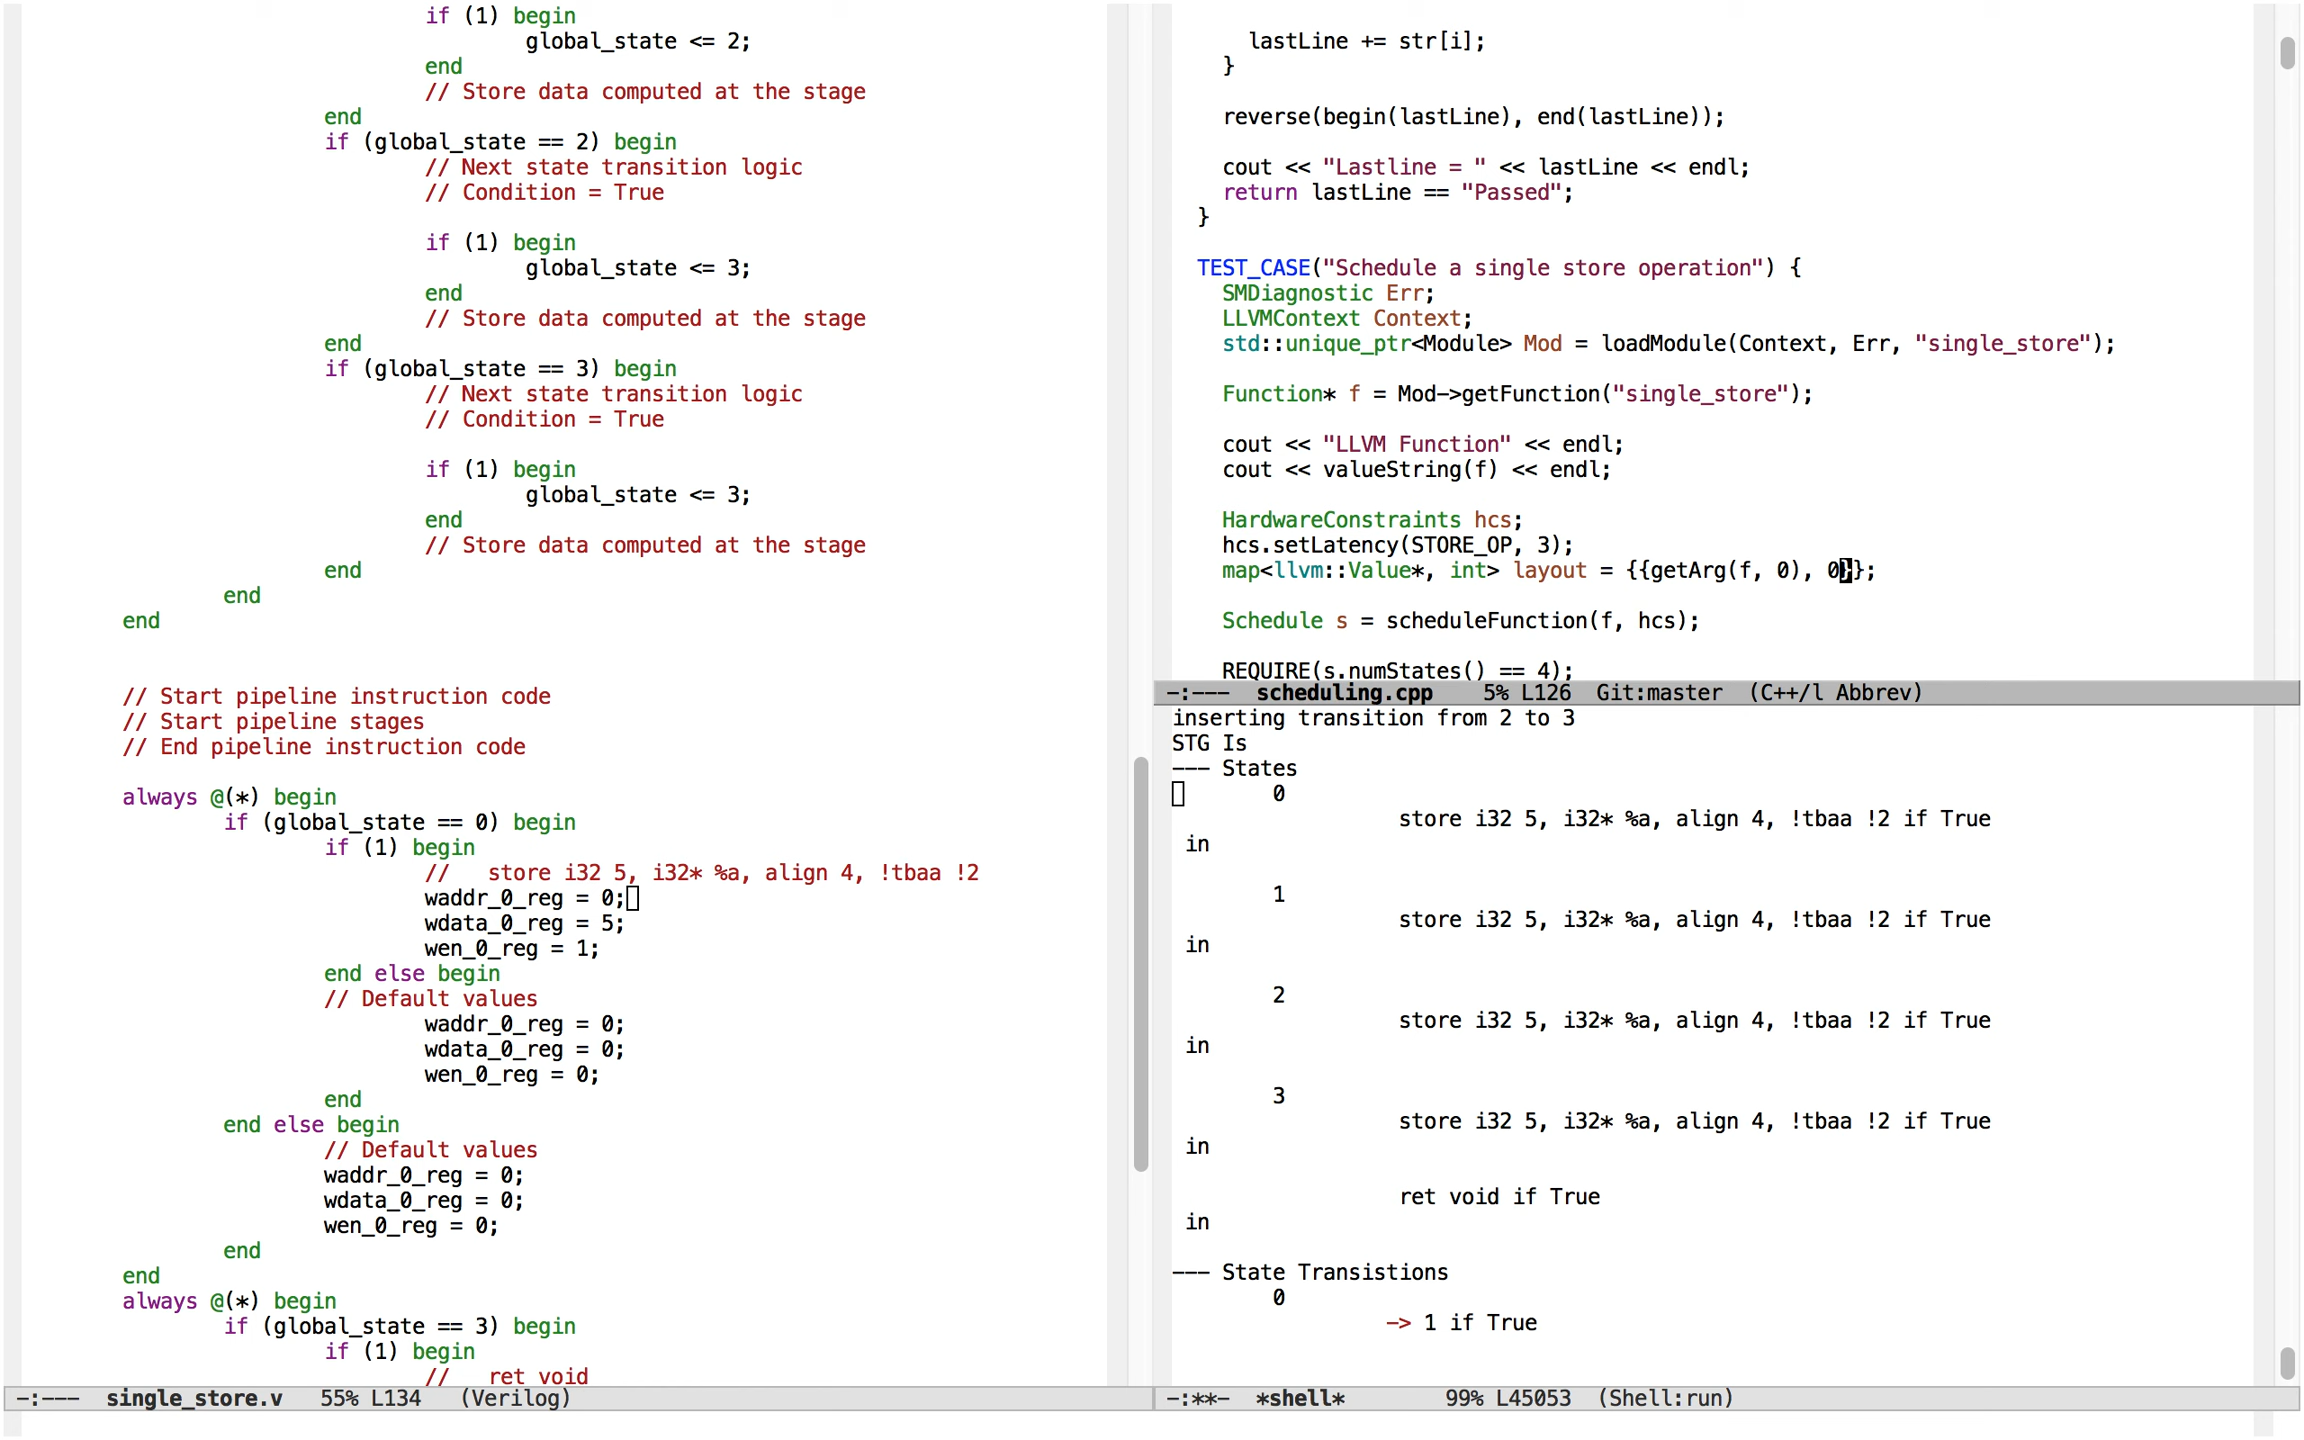 if (1) begin
global_state <= 2;
end
// Store data computed at the stage
end
if (global_state == 2) begin
// Next state transition logic
// Condition = True
if (1) begin
global_state <= 3;
end
// Store data computed at the stage
end
if (global_state == 3) begin
// Next state transition logic
// Condition = True
if (1) begin
global_state <= 3;
end
// Store data computed at the stage
end
end
end
// Start pipeline instruction code
// Start pipeline stages
// End pipeline instruction code
always @(*) begin
if (global_state == 0) begin
if (1) begin
//   store i32 5, i32* %a, align 4, !tbaa !2
waddr_0_reg = 0;
wdata_0_reg = 5;
wen_0_reg = 1;
end else begin
// Default values
waddr_0_reg = 0;
wdata_0_reg = 0;
wen_0_reg = 0;
end
end else begin
// Default values
waddr_0_reg = 0;
wdata_0_reg = 0;
wen_0_reg = 0;
end
end
always @(*) begin
if (global_state == 3) begin
if (1) begin
//   ret void
-:---  single_store.v   55% L134   (Verilog)
lastLine += str[i];
}
reverse(begin(lastLine), end(lastLine));
cout << "Lastline = " << lastLine << endl;
return lastLine == "Passed";
}
TEST_CASE("Schedule a single store operation") {
SMDiagnostic Err;
LLVMContext Context;
std::unique_ptr<Module> Mod = loadModule(Context, Err, "single_store");
Function* f = Mod->getFunction("single_store");
cout << "LLVM Function" << endl;
cout << valueString(f) << endl;
HardwareConstraints hcs;
hcs.setLatency(STORE_OP, 3);
map<llvm::Value*, int> layout = {{getArg(f, 0), 0}};
Schedule s = scheduleFunction(f, hcs);
REQUIRE(s.numStates() == 4);
-:---  scheduling.cpp    5% L126  Git:master  (C++/l Abbrev)
inserting transition from 2 to 3
STG Is
--- States
0
store i32 5, i32* %a, align 4, !tbaa !2 if True
in
1
store i32 5, i32* %a, align 4, !tbaa !2 if True
in
2
store i32 5, i32* %a, align 4, !tbaa !2 if True
in
3
store i32 5, i32* %a, align 4, !tbaa !2 if True
in
ret void if True
in
--- State Transistions
0
-> 1 if True
-:**-  *shell*        99% L45053  (Shell:run)